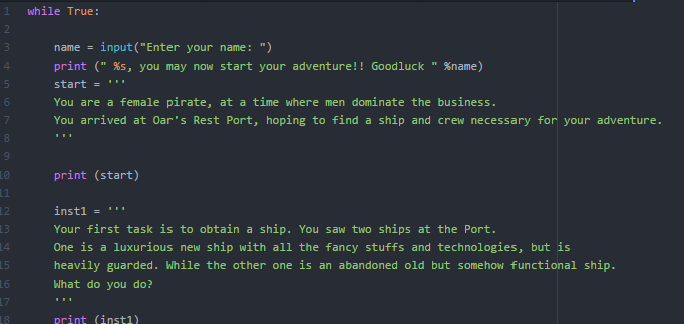 1 while True:
2
3 name = input("Enter your name: ")
4 print (" %s, you may now start your adventure!! Goodluck " %name)
5 start = '''
6 You are a female pirate, at a time where men dominate the business.
7 You arrived at Oar's Rest Port, hoping to find a ship and crew necessary for your adventure.
8 '''
9
10 print (start)
11
12 inst1 = '''
13 Your first task is to obtain a ship. You saw two ships at the Port.
14 One is a luxurious new ship with all the fancy stuffs and technologies, but is
15 heavily guarded. While the other one is an abandoned old but somehow functional ship.
16 What do you do?
17 '''
18 print (inst1)